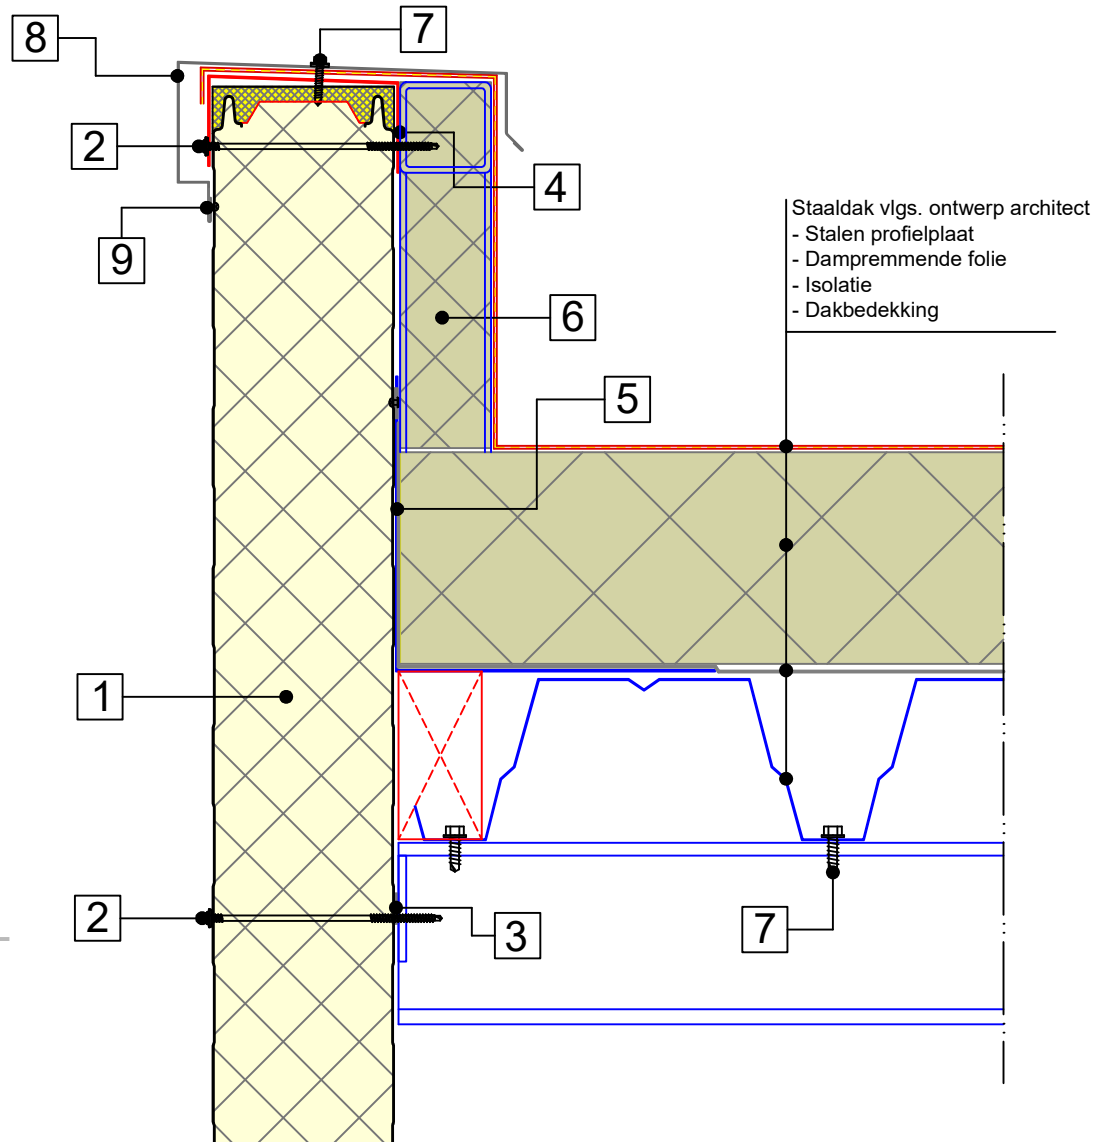 8
7
2
4
Staaldak vlgs. ontwerp architect
- Stalen profielplaat
- Dampremmende folie
- Isolatie
- Dakbedekking
9
6
5
1
2
3
7